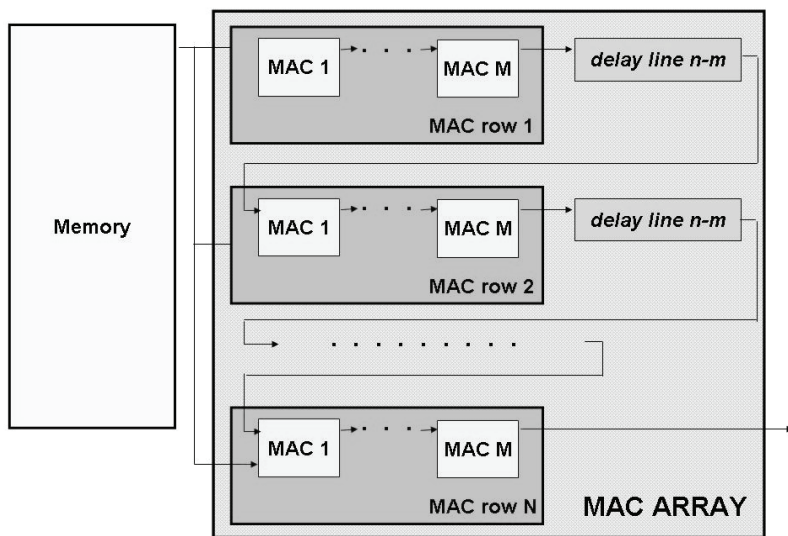 MAC 1
MAC M
delay line n-m
MAC row 1
Memory
MAC 1
MAC M
delay line n-m
MAC row 2
MAC 1
MAC M
MAC row N
MAC ARRAY